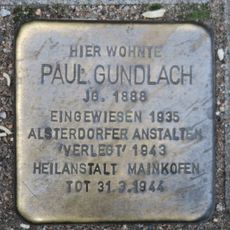 HIER WOHNTE
PAUL GUNDLACH
JG. 1888
EINGEWIESEN 1935
ALSTERDORFER ANSTALTEN
'VERLEGT' 1943
HEILANSTALT MAINKOFEN
TOT 31.3.1944